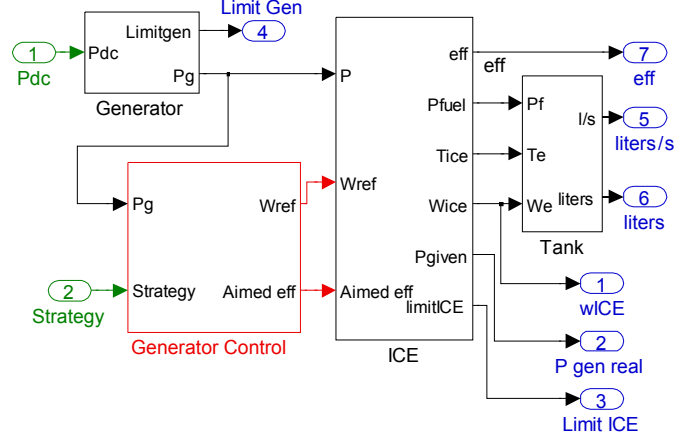 Limit Gen
1
Pdc
Pdc
Limitgen
Pg
Generator
4
P
eff
eff
7
eff
Pfuel
Pf
l/s
5
liters/s
Tice
Te
Pg
Wref
Wref
Wice
We
liters
6
liters
Tank
2
Strategy
Strategy
Aimed eff
Aimed eff
Generator Control
Pgiven
limitICE
ICE
1
wICE
2
P gen real
3
Limit ICE